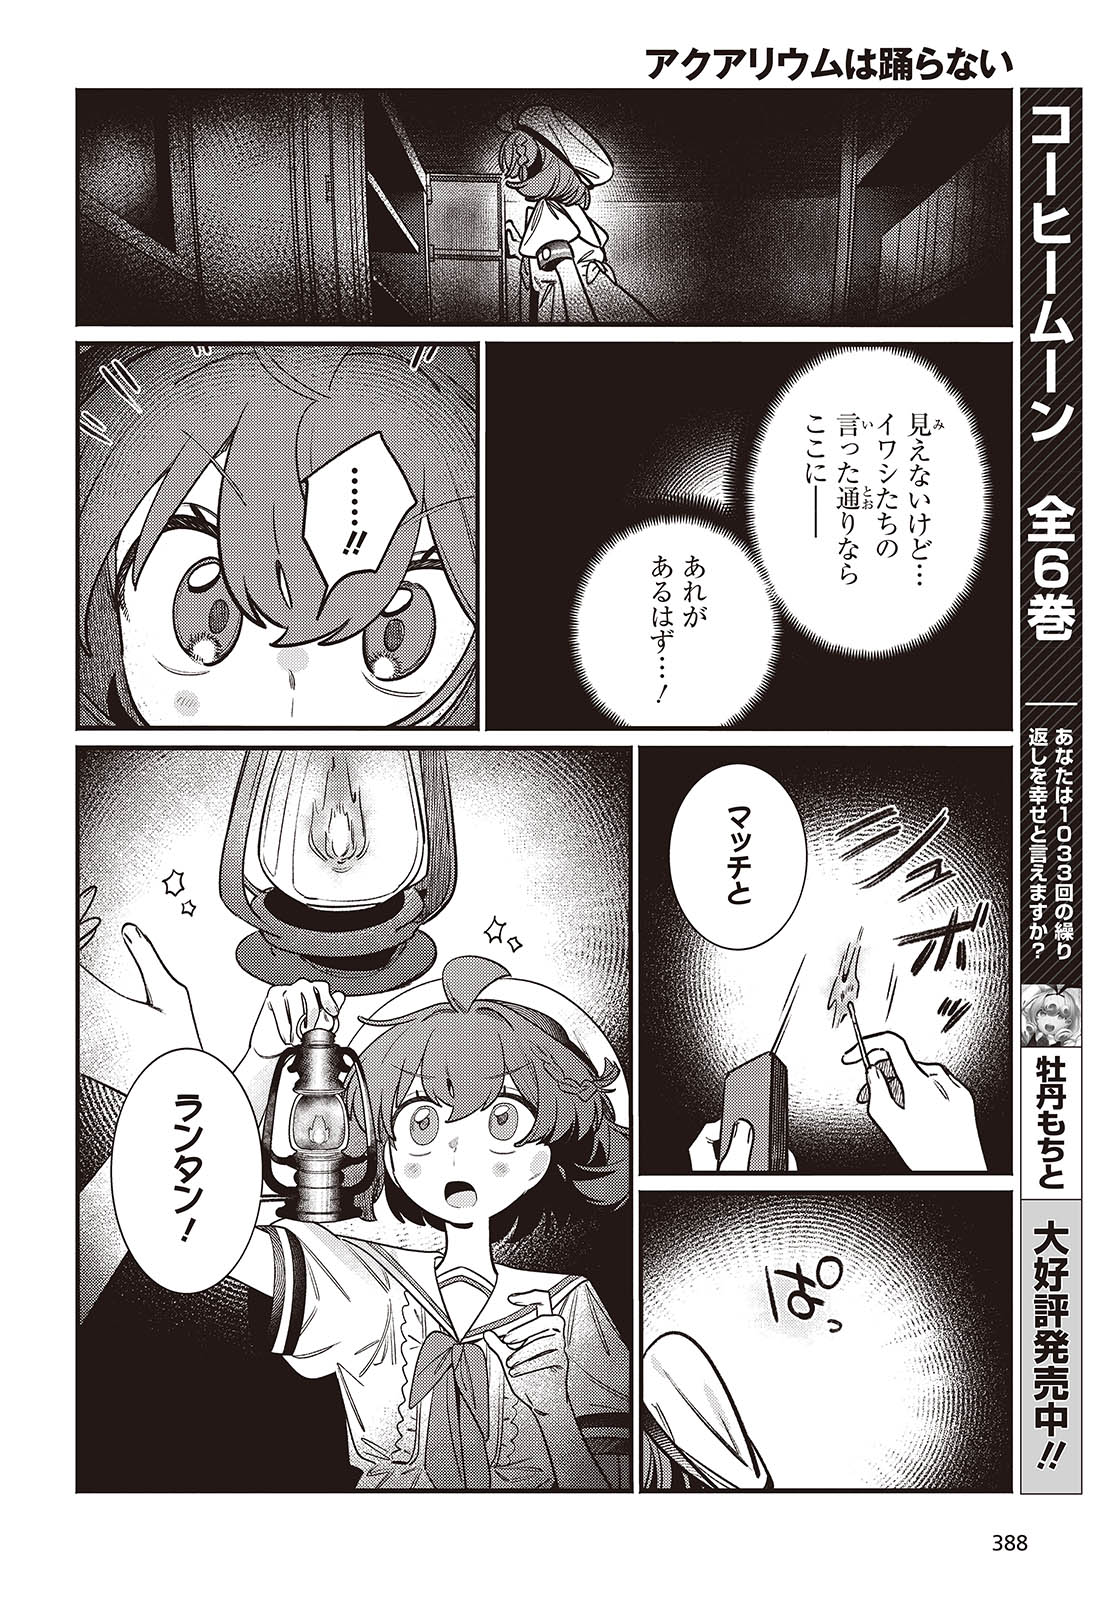 アクアリウムは踊らない
コーヒームーン 全6巻
あなたは1033回の繰り
返しを幸せと言えますか?
牡丹もちと
大好評発売中!!
見えないけど…
イワシたちの
言った通りなら
ここに――
み
い
とお
あれが
あるはず…!
……!!
シュボッ
マッチと
ぽっ
ランタン!
388